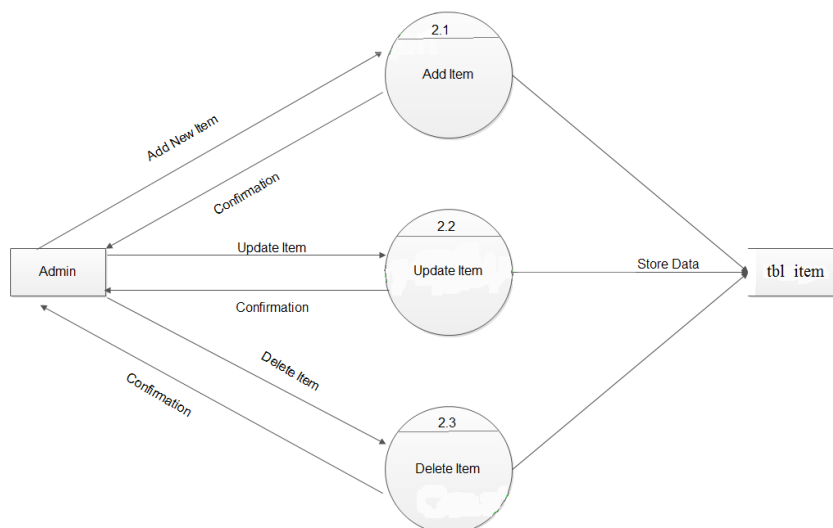 2.1
Add Item
Add New Item
Confirmation
2.2
Update Item
Admin
Update Item
Store Data
tbl item
Confirmation
Delete Item
Confirmation
2.3
Delete Item